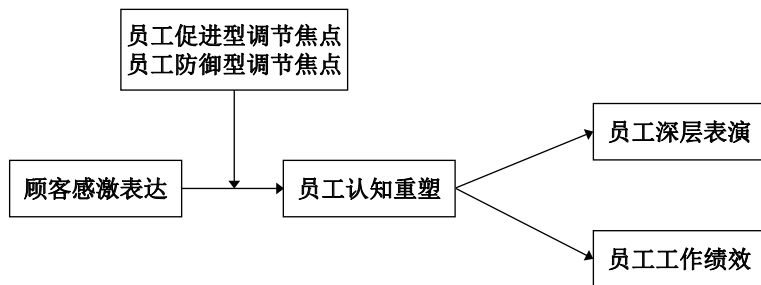 员工促进型调节焦点
员工防御型调节焦点
员工深层表演
顾客感激表达
员工认知重塑
员工工作绩效